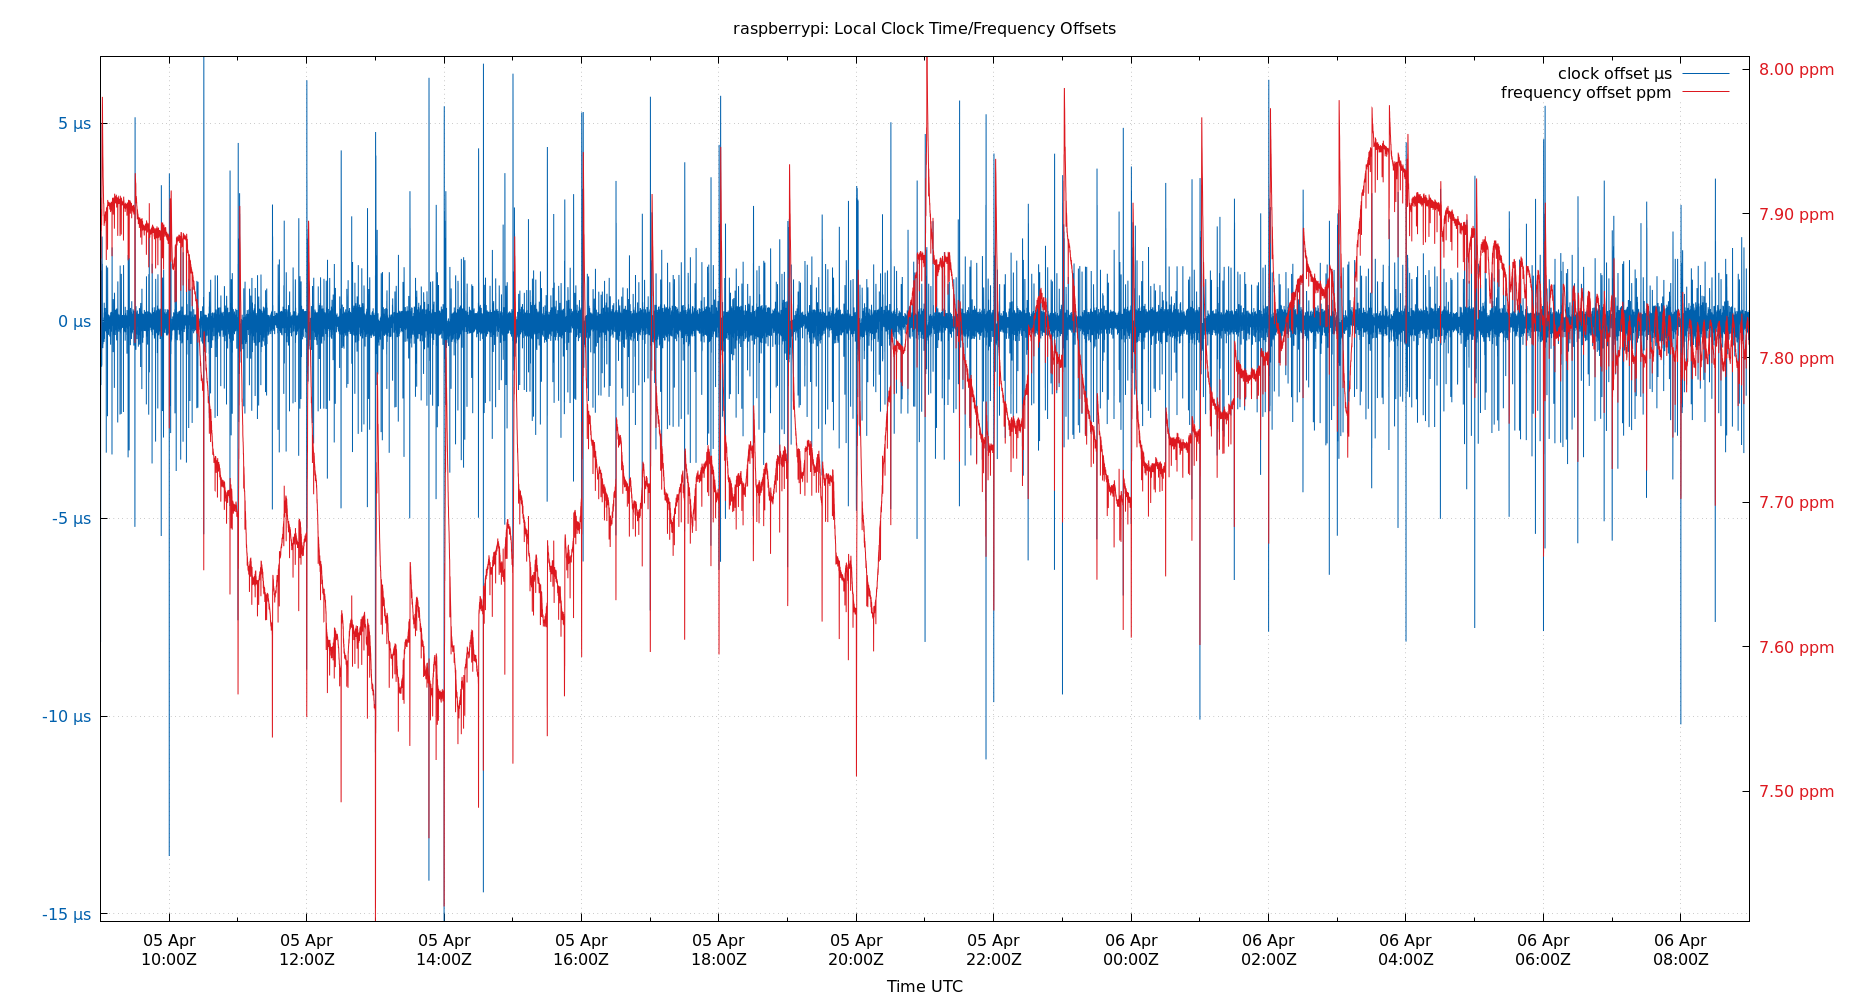 raspberrypi: Local Clock Time/Frequency Offsets
clock offset µs
frequency offset ppm
5 µs
0 µs
-5 µs
-10 µs
-15 µs
8.00 ppm
7.90 ppm
7.80 ppm
7.70 ppm
7.60 ppm
7.50 ppm
05 Apr 05 Apr 05 Apr 05 Apr 05 Apr 05 Apr 05 Apr 06 Apr 06 Apr 06 Apr 06 Apr 06 Apr
10:00Z 12:00Z 14:00Z 16:00Z 18:00Z 20:00Z 22:00Z 00:00Z 02:00Z 04:00Z 06:00Z 08:00Z
Time UTC